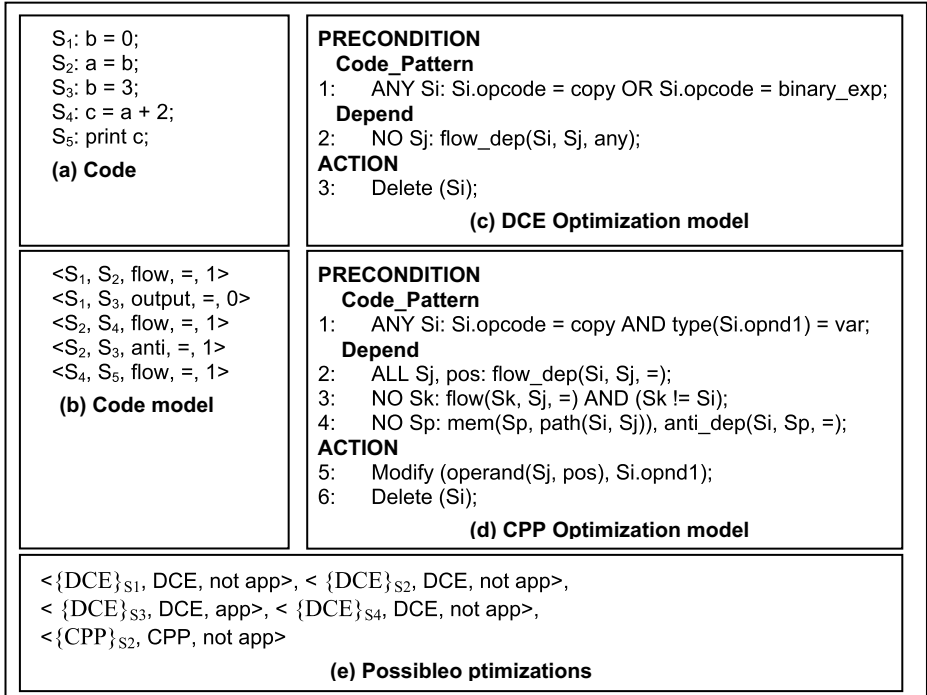 S₁: b = 0;
S₂: a = b;
S₃: b = 3;
S₄: c = a + 2;
S₅: print c;
(a) Code
PRECONDITION
Code_Pattern
1: ANY Si: Si.opcode = copy OR Si.opcode = binary_exp;
Depend
2: NO Sj: flow_dep(Si, Sj, any);
ACTION
3: Delete (Si);
(c) DCE Optimization model
<S₁, S₂, flow, =, 1>
<S₁, S₃, output, =, 0>
<S₂, S₄, flow, =, 1>
<S₂, S₃, anti, =, 1>
<S₄, S₅, flow, =, 1>
(b) Code model
PRECONDITION
Code_Pattern
1: ANY Si: Si.opcode = copy AND type(Si.opnd1) = var;
Depend
2: ALL Sj, pos: flow_dep(Si, Sj, =);
3: NO Sk: flow(Sk, Sj, =) AND (Sk != Si);
4: NO Sp: mem(Sp, path(Si, Sj)), anti_dep(Si, Sp, =);
ACTION
5: Modify (operand(Sj, pos), Si.opnd1);
6: Delete (Si);
(d) CPP Optimization model
<{DCE}S1, DCE, not app>, < {DCE}S2, DCE, not app>,
< {DCE}S3, DCE, app>, < {DCE}S4, DCE, not app>,
<{CPP}S2, CPP, not app>
(e) Possibleo ptimizations